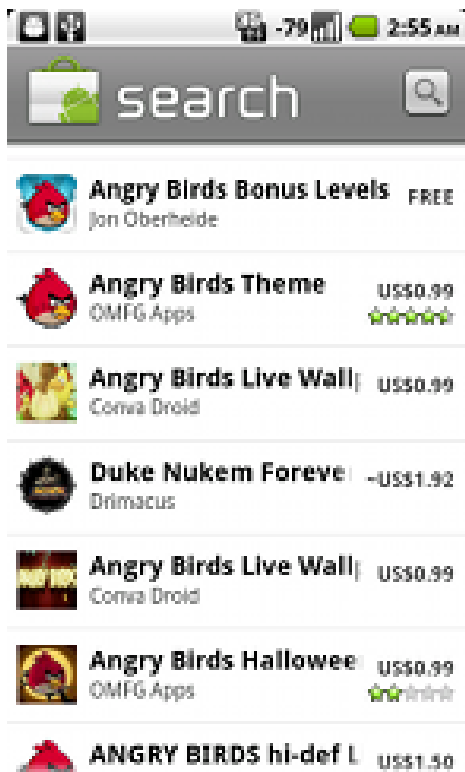 -79 2:55 AM
search
Angry Birds Bonus Levels FREE
Jon Oberheide
Angry Birds Theme US$0.99
OMFG Apps
Angry Birds Live Wall US$0.99
Conva Droid
Duke Nukem Foreve ~US$1.92
Drimacus
Angry Birds Live Wall US$0.99
Conva Droid
Angry Birds Hallowee US$0.99
OMFG Apps
ANGRY BIRDS hi-def L US$1.50